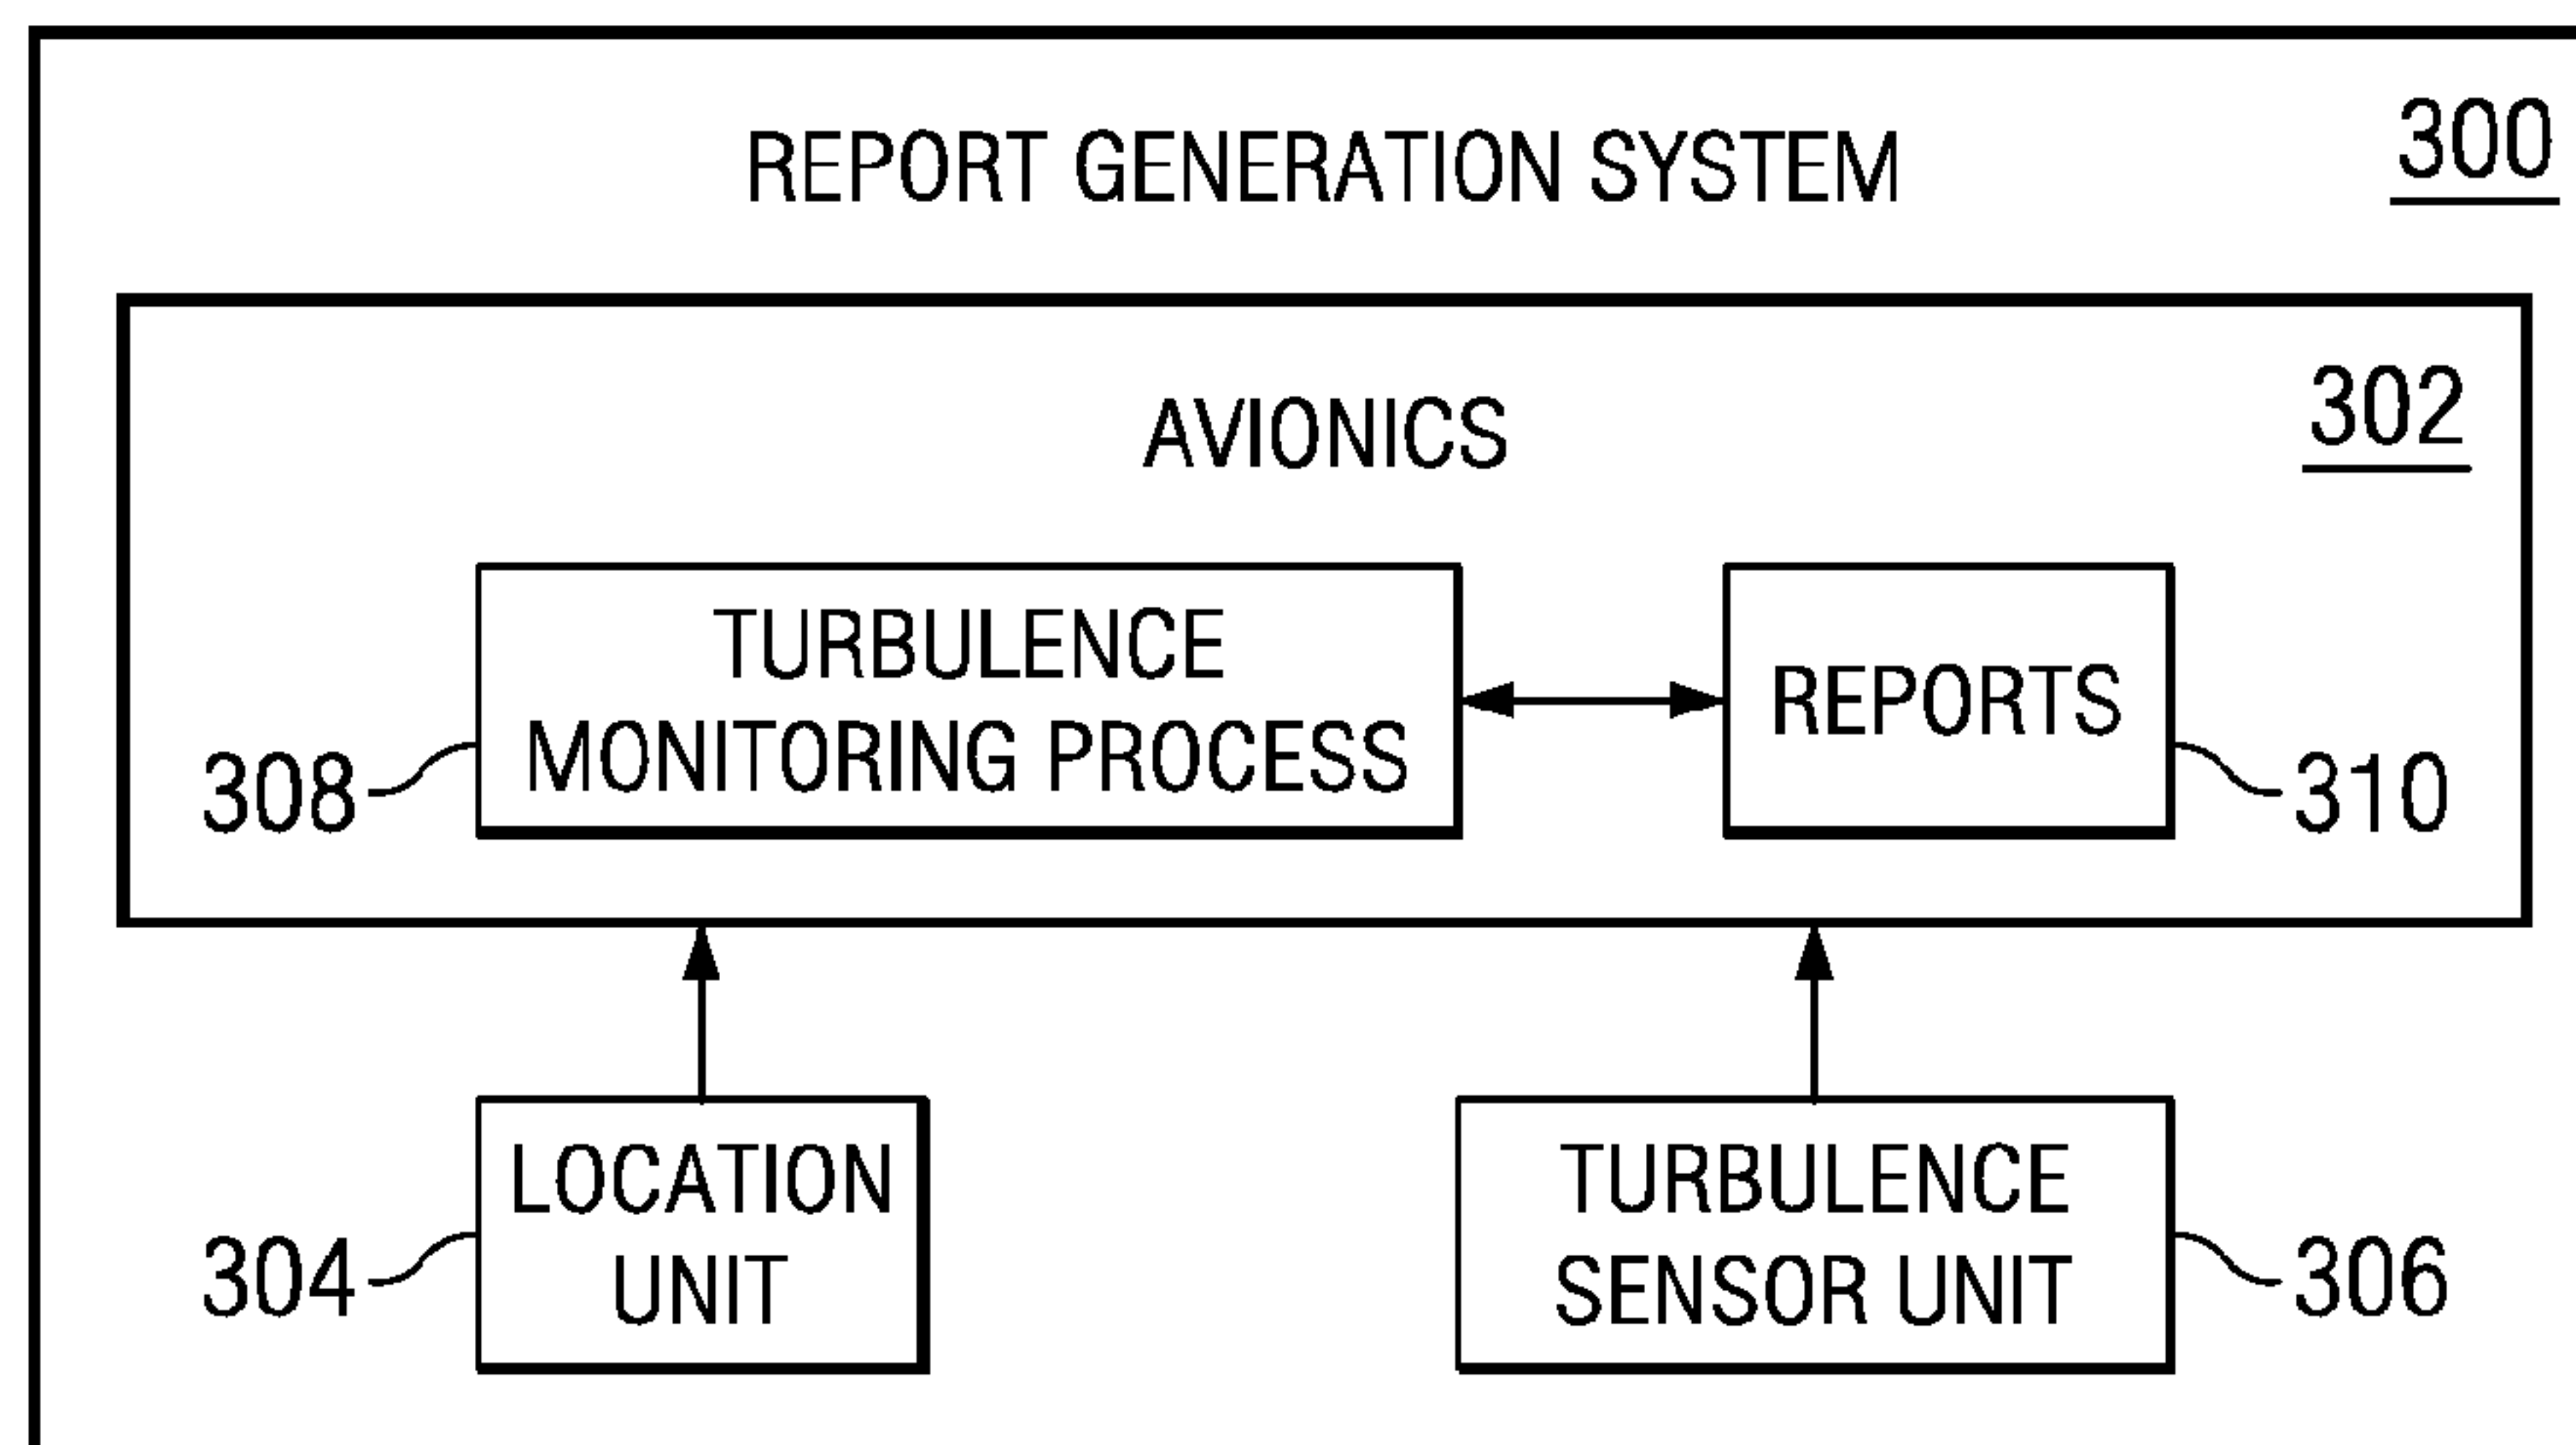 REPORT GENERATION SYSTEM
300
AVIONICS
302
TURBULENCE
MONITORING PROCESS
308
REPORTS
310
LOCATION
UNIT
304
TURBULENCE
SENSOR UNIT
306